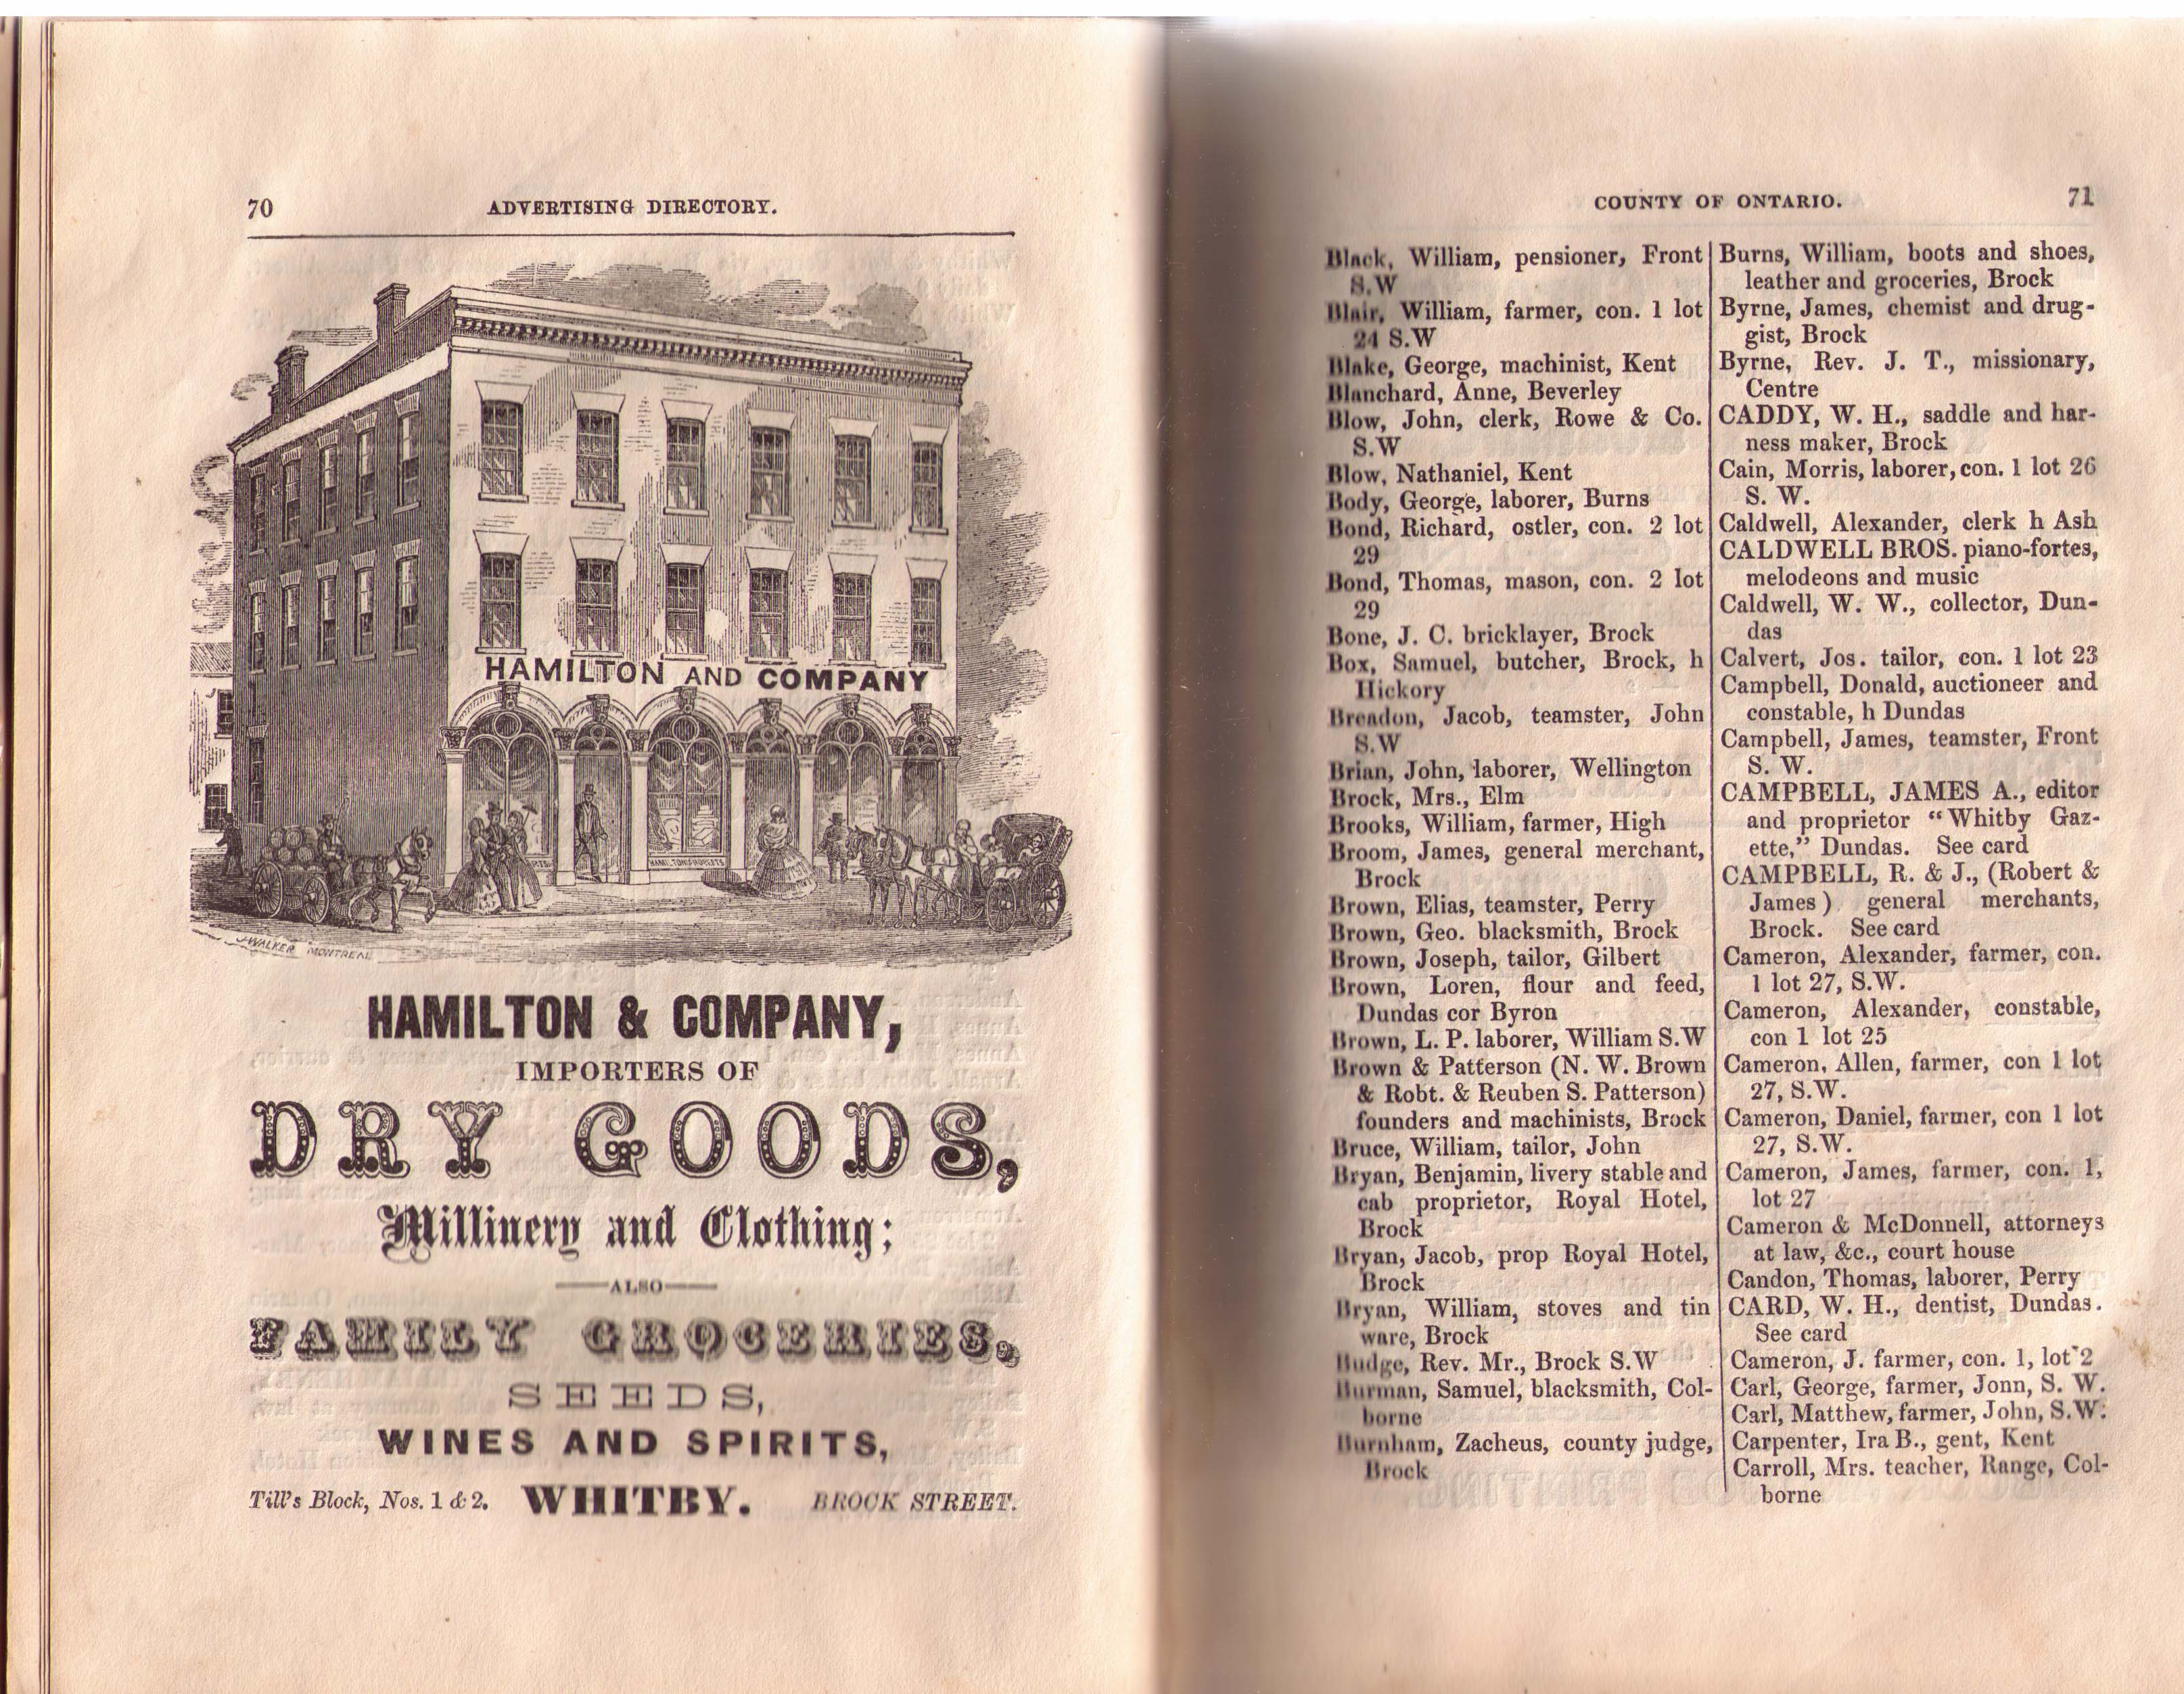 70
ADVERTISING DIRECTORY.
HAMILTON AND COMPANY
J. WALKER MONTREAL
HAMILTON & COMPANY,
IMPORTERS OF
DRY GOODS,
Millinery and Clothing;
ALSO
FAMILY GROCERIES,
SEEDS,
WINES AND SPIRITS,
Till's Block, Nos. 1 & 2. WHITBY. BROCK STREET.
COUNTY OF ONTARIO.
71
Black, William, pensioner, Front
S.W
Blair, William, farmer, con. 1 lot
24 S.W
Blake, George, machinist, Kent
Blanchard, Anne, Beverley
Blow, John, clerk, Rowe & Co.
S.W
Blow, Nathaniel, Kent
Body, George, laborer, Burns
Bond, Richard, ostler, con. 2 lot
29
Bond, Thomas, mason, con. 2 lot
29
Bone, J. C. bricklayer, Brock
Box, Samuel, butcher, Brock, h
Hickory
Breadon, Jacob, teamster, John
S.W
Brian, John, laborer, Wellington
Brock, Mrs., Elm
Brooks, William, farmer, High
Broom, James, general merchant,
Brock
Brown, Elias, teamster, Perry
Brown, Geo. blacksmith, Brock
Brown, Joseph, tailor, Gilbert
Brown, Loren, flour and feed,
Dundas cor Byron
Brown, L. P. laborer, William S.W
Brown & Patterson (N. W. Brown
& Robt. & Reuben S. Patterson)
founders and machinists, Brock
Bruce, William, tailor, John
Bryan, Benjamin, livery stable and
cab proprietor, Royal Hotel,
Brock
Bryan, Jacob, prop Royal Hotel,
Brock
Bryan, William, stoves and tin
ware, Brock
Budge, Rev. Mr., Brock S.W
Burman, Samuel, blacksmith, Col-
borne
Burnham, Zacheus, county judge,
Brock
Burns, William, boots and shoes,
leather and groceries, Brock
Byrne, James, chemist and drug-
gist, Brock
Byrne, Rev. J. T., missionary,
Centre
CADDY, W. H., saddle and har-
ness maker, Brock
Cain, Morris, laborer, con. 1 lot 26
S. W.
Caldwell, Alexander, clerk h Ash
CALDWELL BROS. piano-fortes,
melodeons and music
Caldwell, W. W., collector, Dun-
das
Calvert, Jos. tailor, con. 1 lot 23
Campbell, Donald, auctioneer and
constable, h Dundas
Campbell, James, teamster, Front
S. W.
CAMPBELL, JAMES A., editor
and proprietor "Whitby Gaz-
ette," Dundas. See card
CAMPBELL, R. & J., (Robert &
James) general merchants,
Brock. See card
Cameron, Alexander, farmer, con.
1 lot 27, S.W.
Cameron, Alexander, constable,
con 1 lot 25
Cameron, Allen, farmer, con 1 lot
27, S.W.
Cameron, Daniel, farmer, con 1 lot
27, S.W.
Cameron, James, farmer, con. 1,
lot 27
Cameron & McDonnell, attorneys
at law, &c., court house
Candon, Thomas, laborer, Perry
CARD, W. H., dentist, Dundas.
See card
Cameron, J. farmer, con. 1, lot 2
Carl, George, farmer, Jonn, S. W.
Carl, Matthew, farmer, John, S.W.
Carpenter, Ira B., gent, Kent
Carroll, Mrs. teacher, Range, Col-
borne